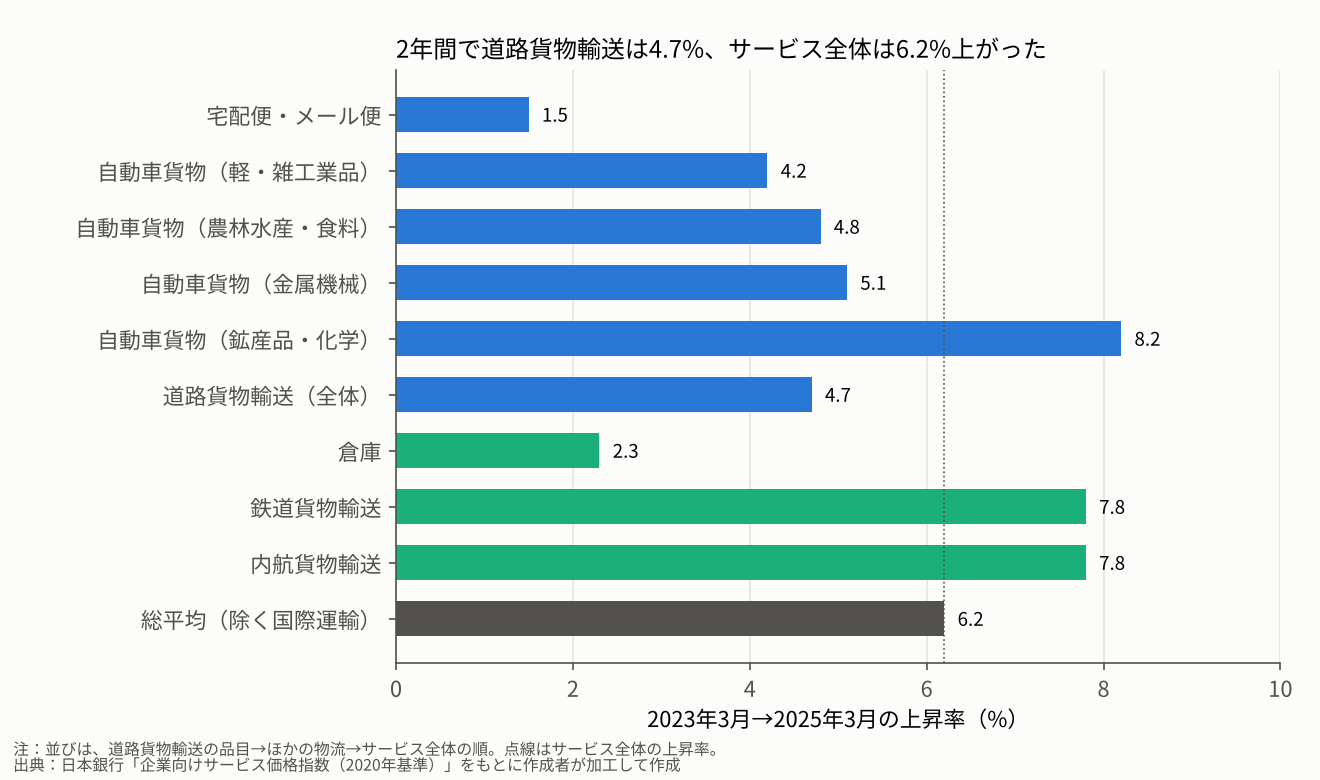 2年間で道路貨物輸送は4.7%、サービス全体は6.2%上がった
宅配便・メール便 1.5
自動車貨物（軽・雑工業品） 4.2
自動車貨物（農林水産・食料） 4.8
自動車貨物（金属機械） 5.1
自動車貨物（鉱産品・化学） 8.2
道路貨物輸送（全体） 4.7
倉庫 2.3
鉄道貨物輸送 7.8
内航貨物輸送 7.8
総平均（除く国際運輸） 6.2
0 2 4 6 8 10
2023年3月→2025年3月の上昇率（%）
注：並びは、道路貨物輸送の品目→ほかの物流→サービス全体の順。点線はサービス全体の上昇率。
出典：日本銀行「企業向けサービス価格指数（2020年基準）」をもとに作成者が加工して作成